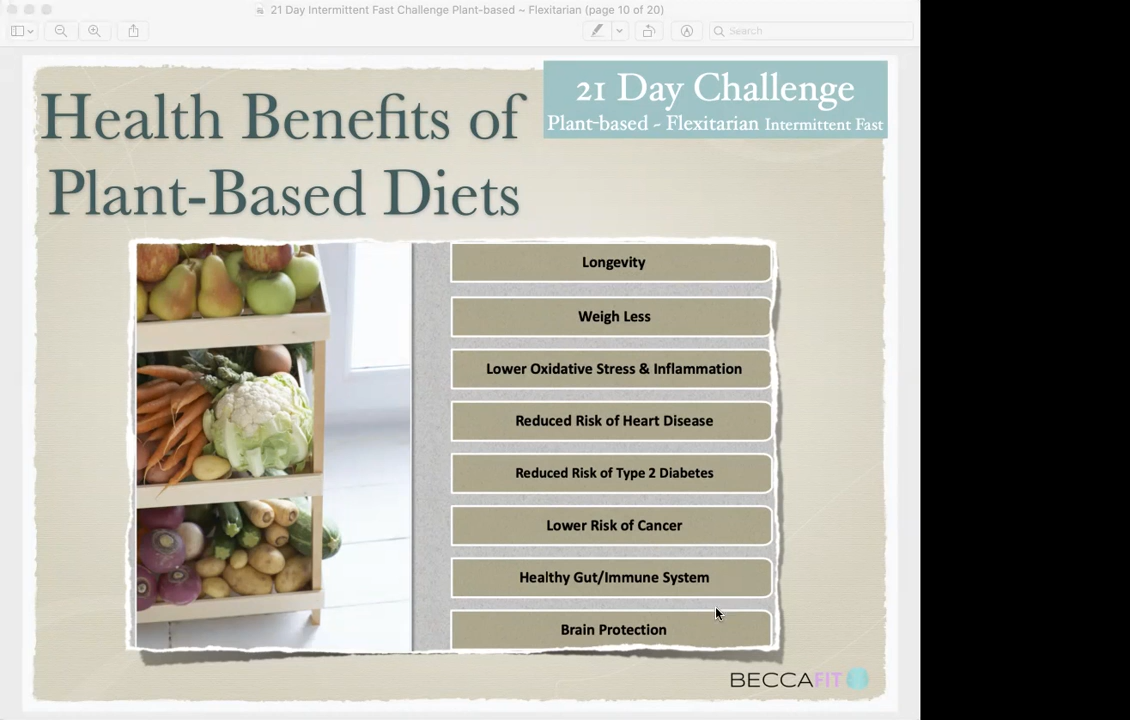 21 Day Intermittent Fast Challenge Plant-based ~ Flexitarian (page 10 of 20)
Search
21 Day Challenge
Plant-based ~ Flexitarian Intermittent Fast
Health Benefits of
Plant-Based Diets
Longevity
Weigh Less
Lower Oxidative Stress & Inflammation
Reduced Risk of Heart Disease
Reduced Risk of Type 2 Diabetes
Lower Risk of Cancer
Healthy Gut/Immune System
Brain Protection
BECCAFIT